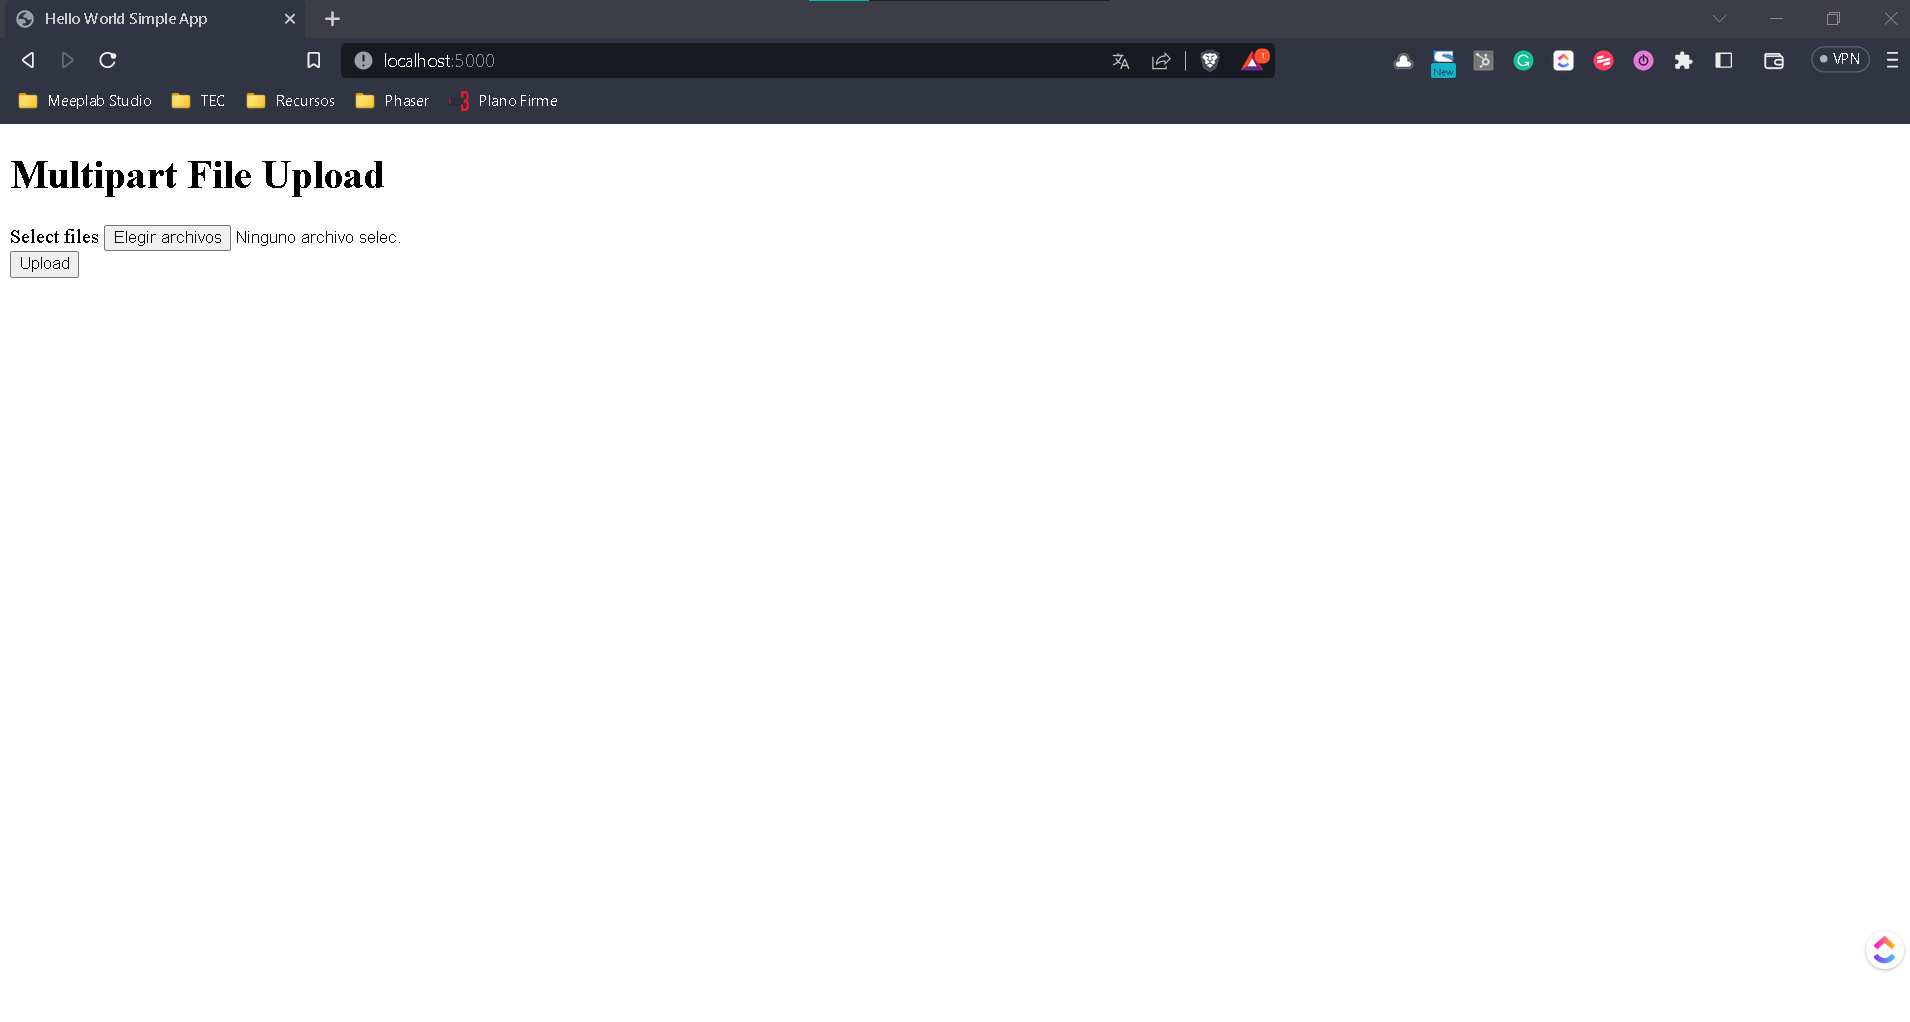 Hello World Simple App
localhost:5000
1
New
VPN
Meeplab Studio TEC Recursos Phaser 3 Plano Firme
Multipart File Upload
Select files Elegir archivos Ninguno archivo selec.
Upload